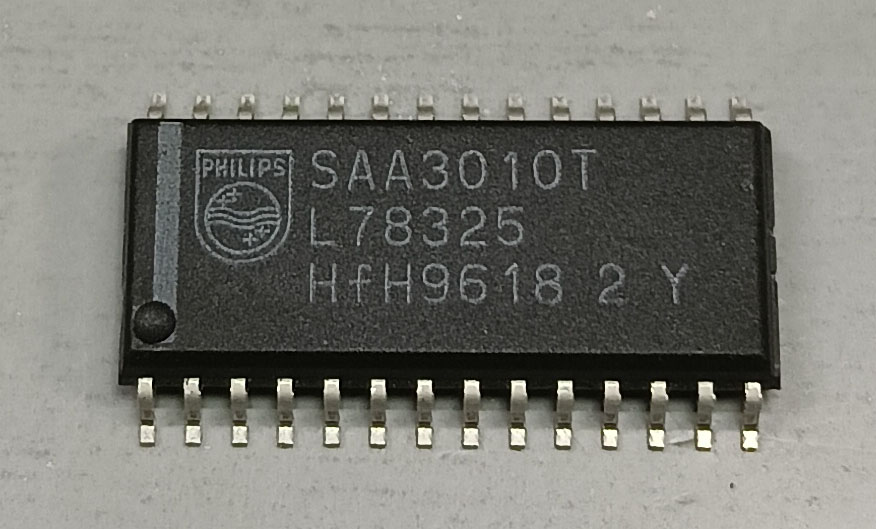 PHILIPS
SAA3010T
L78325
HfH9618 2 Y